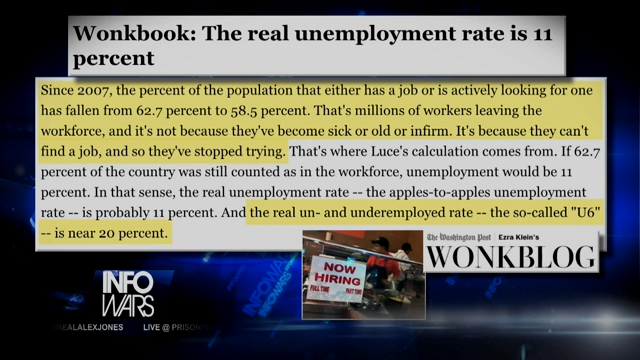 Wonkbook: The real unemployment rate is 11
percent
Since 2007, the percent of the population that either has a job or is actively looking for one
has fallen from 62.7 percent to 58.5 percent. That's millions of workers leaving the
workforce, and it's not because they've become sick or old or infirm. It's because they can't
find a job, and so they've stopped trying. That's where Luce's calculation comes from. If 62.7
percent of the country was still counted as in the workforce, unemployment would be 11
percent. In that sense, the real unemployment rate -- the apples-to-apples unemployment
rate -- is probably 11 percent. And the real un- and underemployed rate -- the so-called "U6"
-- is near 20 percent.
The Washington Post | Ezra Klein's
WONKBLOG
NOW
HIRING
FULL TIME PART TIME
INFO
WARS
INFOWARS
INFOWARS
REALALEXJONES LIVE @ PRISON